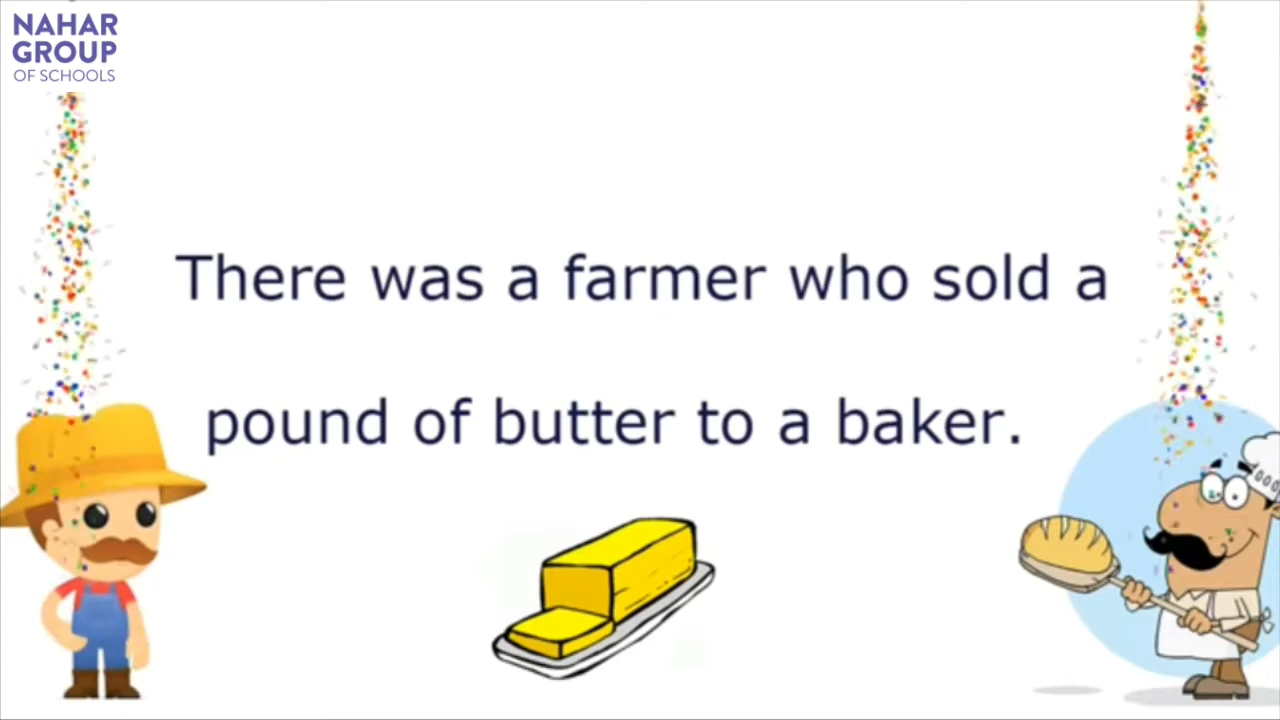 NAHAR
GROUP
OF SCHOOLS
There was a farmer who sold a
pound of butter to a baker.